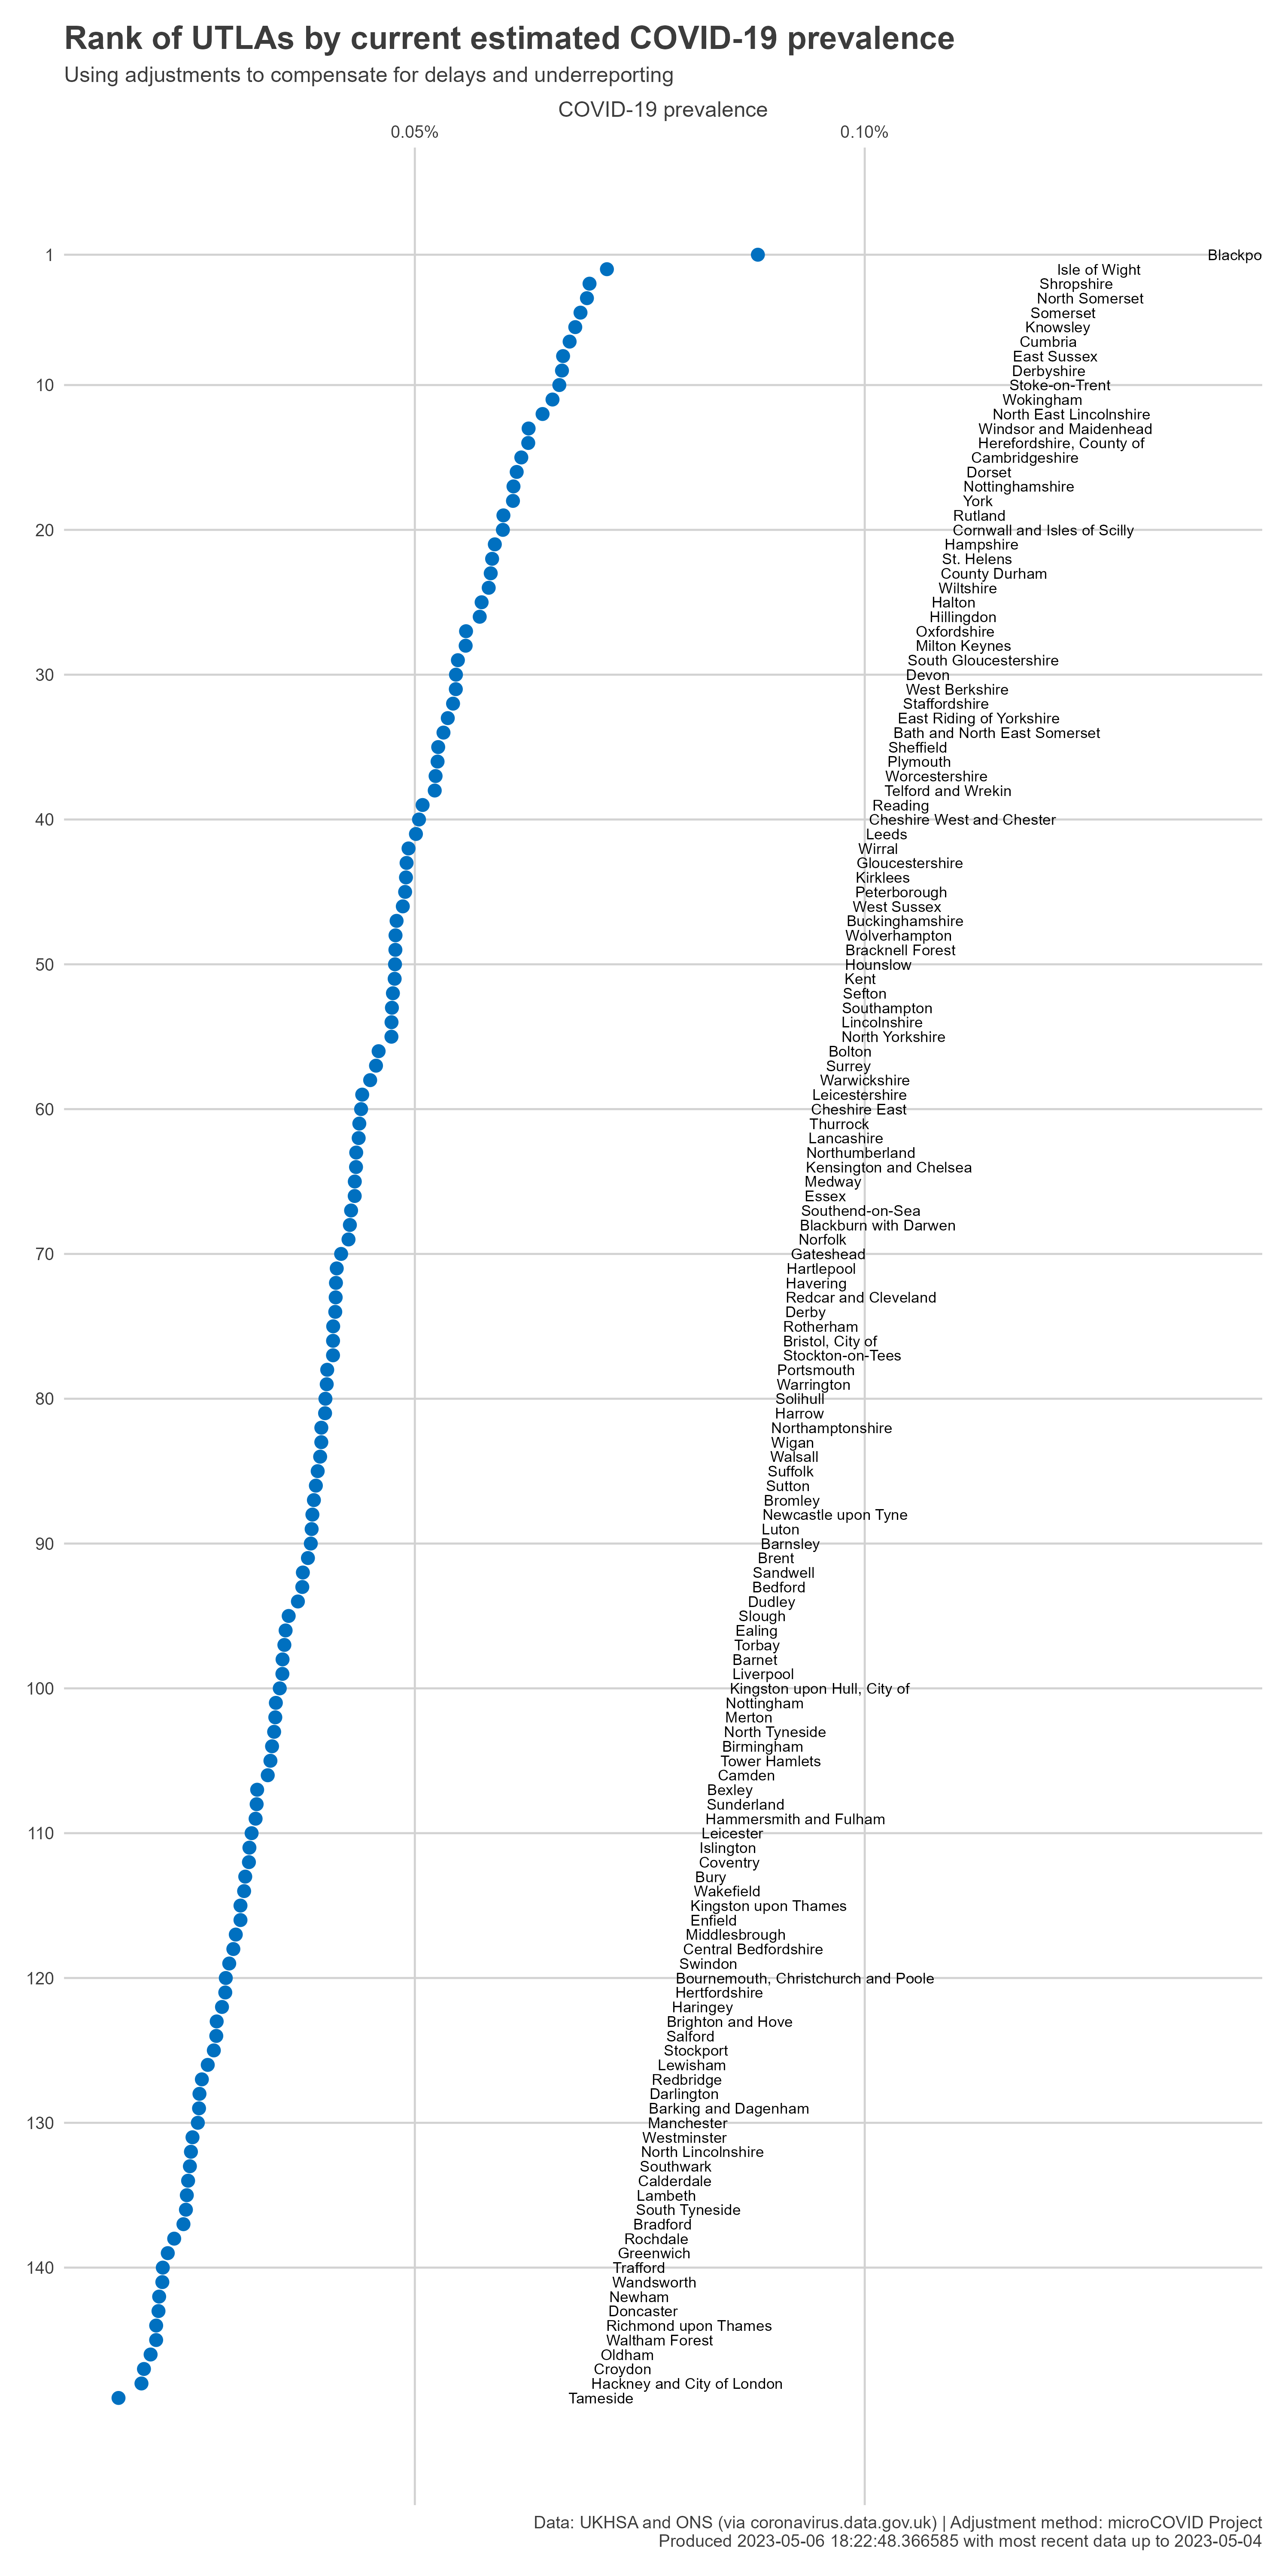 Rank of UTLAs by current estimated COVID-19 prevalence
Using adjustments to compensate for delays and underreporting
COVID-19 prevalence
0.05% 0.10%
1 Blackpo
Isle of Wight
Shropshire
North Somerset
Somerset
Knowsley
Cumbria
East Sussex
Derbyshire
10 Stoke-on-Trent
Wokingham
North East Lincolnshire
Windsor and Maidenhead
Herefordshire, County of
Cambridgeshire
Dorset
Nottinghamshire
York
Rutland
20 Cornwall and Isles of Scilly
Hampshire
St. Helens
County Durham
Wiltshire
Halton
Hillingdon
Oxfordshire
Milton Keynes
South Gloucestershire
30 Devon
West Berkshire
Staffordshire
East Riding of Yorkshire
Bath and North East Somerset
Sheffield
Plymouth
Worcestershire
Telford and Wrekin
Reading
40 Cheshire West and Chester
Leeds
Wirral
Gloucestershire
Kirklees
Peterborough
West Sussex
Buckinghamshire
Wolverhampton
Bracknell Forest
50 Hounslow
Kent
Sefton
Southampton
Lincolnshire
North Yorkshire
Bolton
Surrey
Warwickshire
Leicestershire
60 Cheshire East
Thurrock
Lancashire
Northumberland
Kensington and Chelsea
Medway
Essex
Southend-on-Sea
Blackburn with Darwen
Norfolk
70 Gateshead
Hartlepool
Havering
Redcar and Cleveland
Derby
Rotherham
Bristol, City of
Stockton-on-Tees
Portsmouth
Warrington
80 Solihull
Harrow
Northamptonshire
Wigan
Walsall
Suffolk
Sutton
Bromley
Newcastle upon Tyne
Luton
90 Barnsley
Brent
Sandwell
Bedford
Dudley
Slough
Ealing
Torbay
Barnet
Liverpool
100 Kingston upon Hull, City of
Nottingham
Merton
North Tyneside
Birmingham
Tower Hamlets
Camden
Bexley
Sunderland
Hammersmith and Fulham
110 Leicester
Islington
Coventry
Bury
Wakefield
Kingston upon Thames
Enfield
Middlesbrough
Central Bedfordshire
Swindon
120 Bournemouth, Christchurch and Poole
Hertfordshire
Haringey
Brighton and Hove
Salford
Stockport
Lewisham
Redbridge
Darlington
Barking and Dagenham
130 Manchester
Westminster
North Lincolnshire
Southwark
Calderdale
Lambeth
South Tyneside
Bradford
Rochdale
Greenwich
140 Trafford
Wandsworth
Newham
Doncaster
Richmond upon Thames
Waltham Forest
Oldham
Croydon
Hackney and City of London
Tameside
Data: UKHSA and ONS (via coronavirus.data.gov.uk) | Adjustment method: microCOVID Project
Produced 2023-05-06 18:22:48.366585 with most recent data up to 2023-05-04